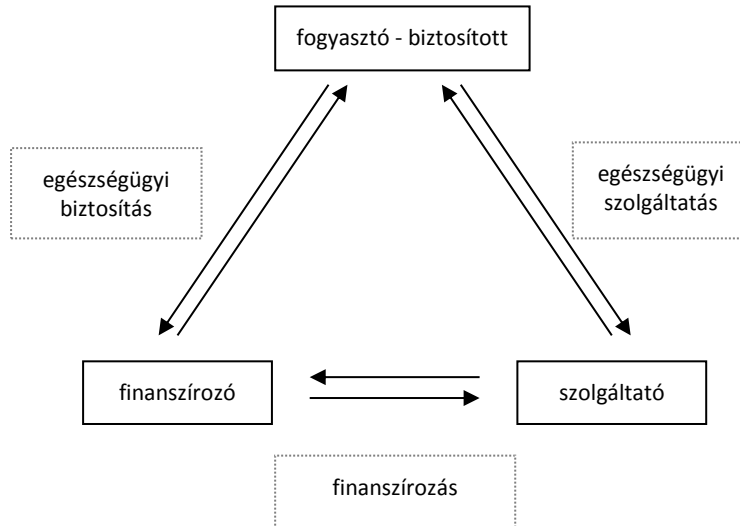 fogyasztó - biztosított
egészségügyi
biztosítás
egészségügyi
szolgáltatás
finanszírozó
szolgáltató
finanszírozás